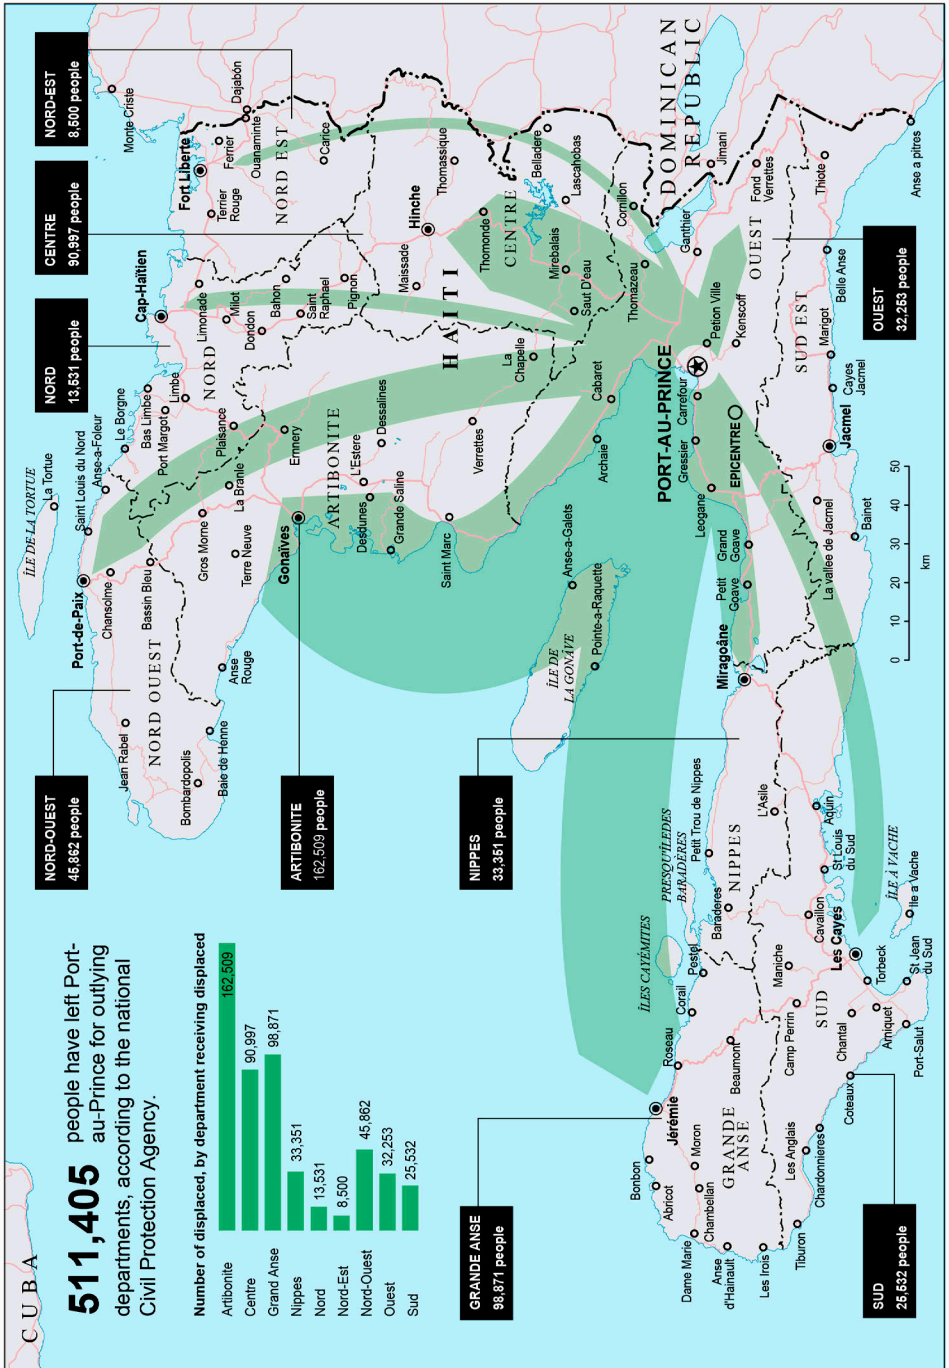 CUBA
511,405 people have left Port-
au-Prince for outlying
departments, according to the national
Civil Protection Agency.
Number of displaced, by department receiving displaced
Artibonite 162,509
Centre 90,997
Grand Anse 98,871
Nippes 33,351
Nord 13,531
Nord-Est 8,500
Nord-Ouest 45,862
Ouest 32,253
Sud 25,532
NORD-OUEST
45,862 people
NORD
13,531 people
CENTRE
90,997 people
NORD-EST
8,500 people
ARTIBONITE
162,509 people
NIPPES
33,351 people
GRANDE ANSE
98,871 people
SUD
25,532 people
OUEST
32,253 people
ÎLE DE LA TORTUE
La Tortue
Port-de-Paix
Saint Louis du Nord
Anse-a-Foleur
Le Borgne
Bas Limbe
Port Margot
Limbe
Cap-Haïtien
Fort Liberte
Monte Criste
Dajabòn
Ferrier
Ouanaminte
Terrier
Rouge
NORD EST
Carice
Chansolme
Bassin Bleu
Jean Rabel
NORD OUEST
Bombardopolis
Baie de Henne
Anse
Rouge
Gros Morne
Terre Neuve
La Branle
Plaisance
NORD
Limonade
Milot
Dondon
Bahon
Saint
Raphael
Pignon
Ennery
Gonaïves
ARTIBONITE
L'Estere
Desdunes
Grande Saline
Dessalines
Verrettes
Saint Marc
HAITI
Maissade
Hinche
Thomassique
Thomonde
CENTRE
La
Chapelle
Mirebalais
Saut D'eau
Belladere
Lascahobas
Cornillon
Thomazeau
Cabaret
Archaie
DOMINICAN
REPUBLIC
Jimani
Ganthier
Fond
Verrettes
Thiote
Anse a pitres
OUEST
Petion Ville
Kenscoff
PORT-AU-PRINCE
Carrefour
Gressier
EPICENTRE
Leogane
Grand
Goave
Petit
Goave
Miragoâne
ÎLE DE
LA GONÂVE
Anse-a-Galets
Pointe-a-Raquette
SUD EST
Belle Anse
Marigot
Cayes
Jacmel
Jacmel
La vallee de Jacmel
Bainet
0 10 20 30 40 50
km
Petit Trou de Nippes
L'Asile
NIPPES
Baraderes
PRESQU'ÎLE DES
BARADÈRES
ÎLES CAYÉMITES
Pestel
Corail
Roseau
Jérémie
Bonbon
Abricot
Moron
Chambellan
Dame Marie
Anse
d'Hainault
Les Irois
Tiburon
GRANDE
ANSE
Beaumont
Les Anglais
Chardonnieres
Coteaux
Camp Perrin
Maniche
SUD
Chantal
Arniquet
Port-Salut
Torbeck
St Jean
du Sud
Les Cayes
Cavaillon
St Louis
du Sud
Aquin
ÎLE À VACHE
Ile a Vache